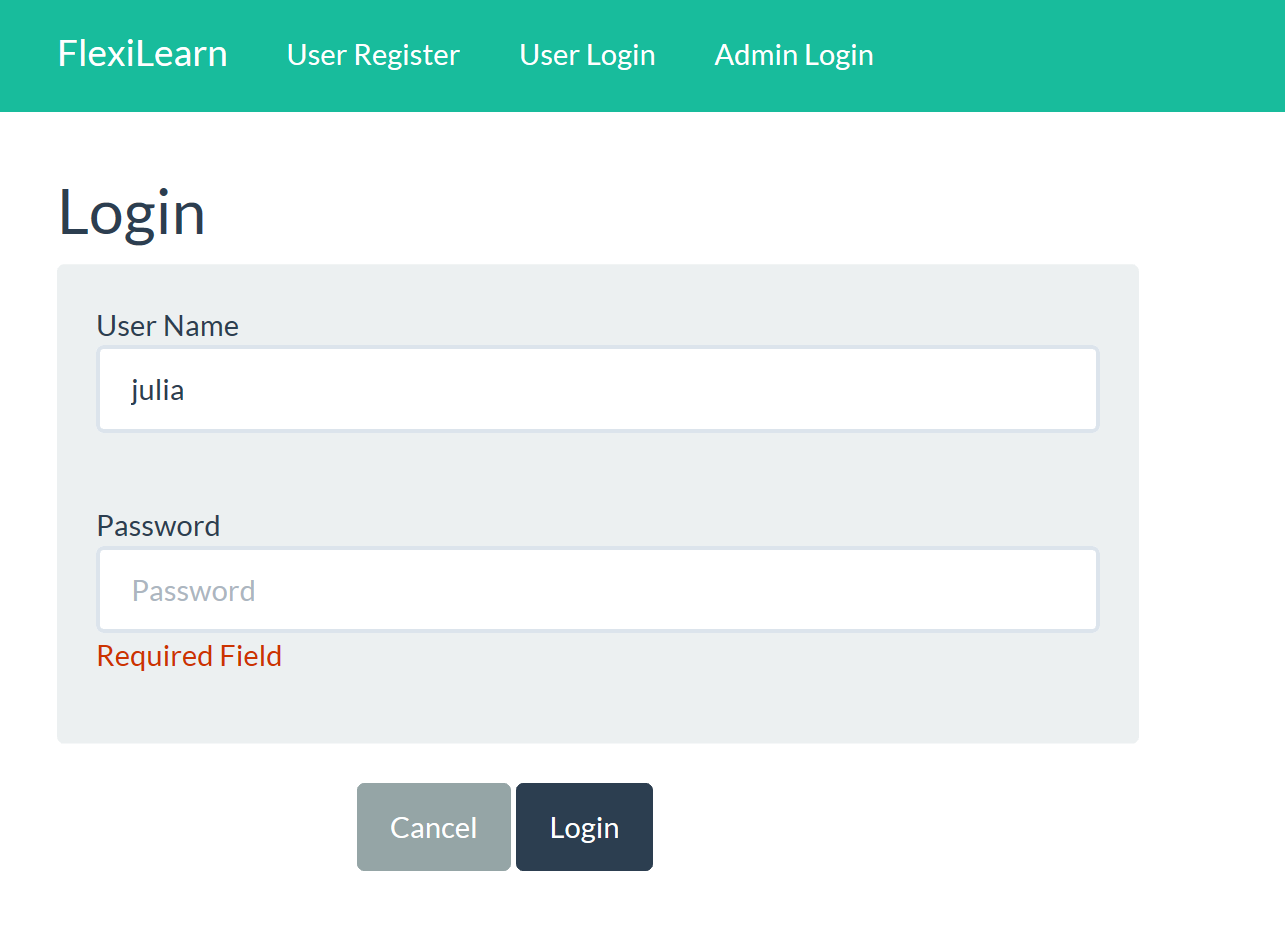 FlexiLearn User Register User Login Admin Login
Login
User Name
julia
Password
Password
Required Field
Cancel Login